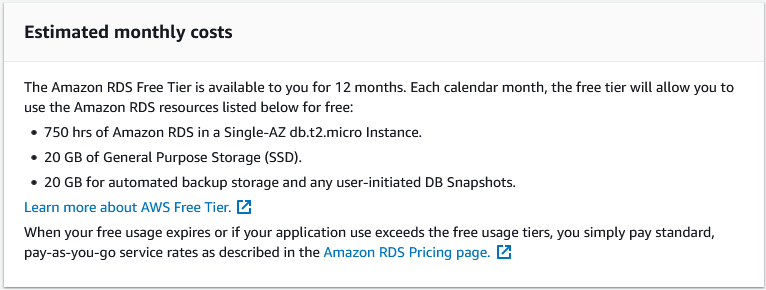 Estimated monthly costs
The Amazon RDS Free Tier is available to you for 12 months. Each calendar month, the free tier will allow you to
use the Amazon RDS resources listed below for free:
• 750 hrs of Amazon RDS in a Single-AZ db.t2.micro Instance.
• 20 GB of General Purpose Storage (SSD).
• 20 GB for automated backup storage and any user-initiated DB Snapshots.
Learn more about AWS Free Tier.
When your free usage expires or if your application use exceeds the free usage tiers, you simply pay standard,
pay-as-you-go service rates as described in the Amazon RDS Pricing page.